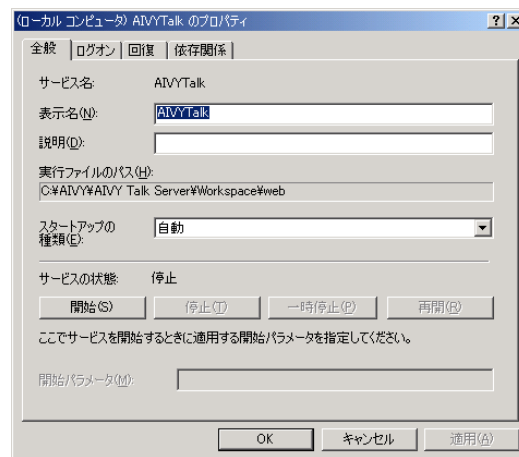 (ローカル コンピュータ) AIVYTalk のプロパティ
全般 ログオン 回復 依存関係
サービス名: AIVYTalk
表示名(N): AIVYTalk
説明(D):
実行ファイルのパス(H):
C:¥AIVY¥AIVY Talk Server¥Workspace¥web
スタートアップの
種類(E): 自動
サービスの状態: 停止
開始(S) 停止(T) 一時停止(P) 再開(R)
ここでサービスを開始するときに適用する開始パラメータを指定してください。
開始パラメータ(M):
OK キャンセル 適用(A)